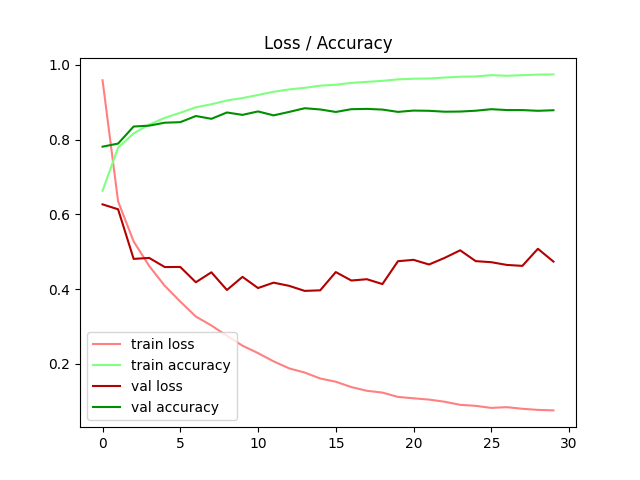 Loss / Accuracy
1.0
0.8
0.6
0.4
0.2
train loss
train accuracy
val loss
val accuracy
0 5 10 15 20 25 30